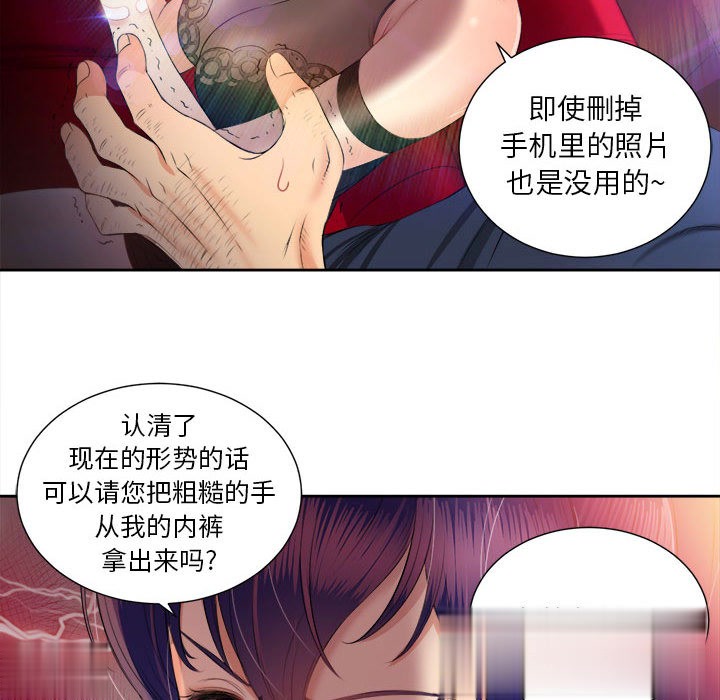 即使刪掉
手机里的照片
也是没用的~
认清了
现在的形势的话
可以请您把粗糙的手
从我的内裤
拿出来吗?